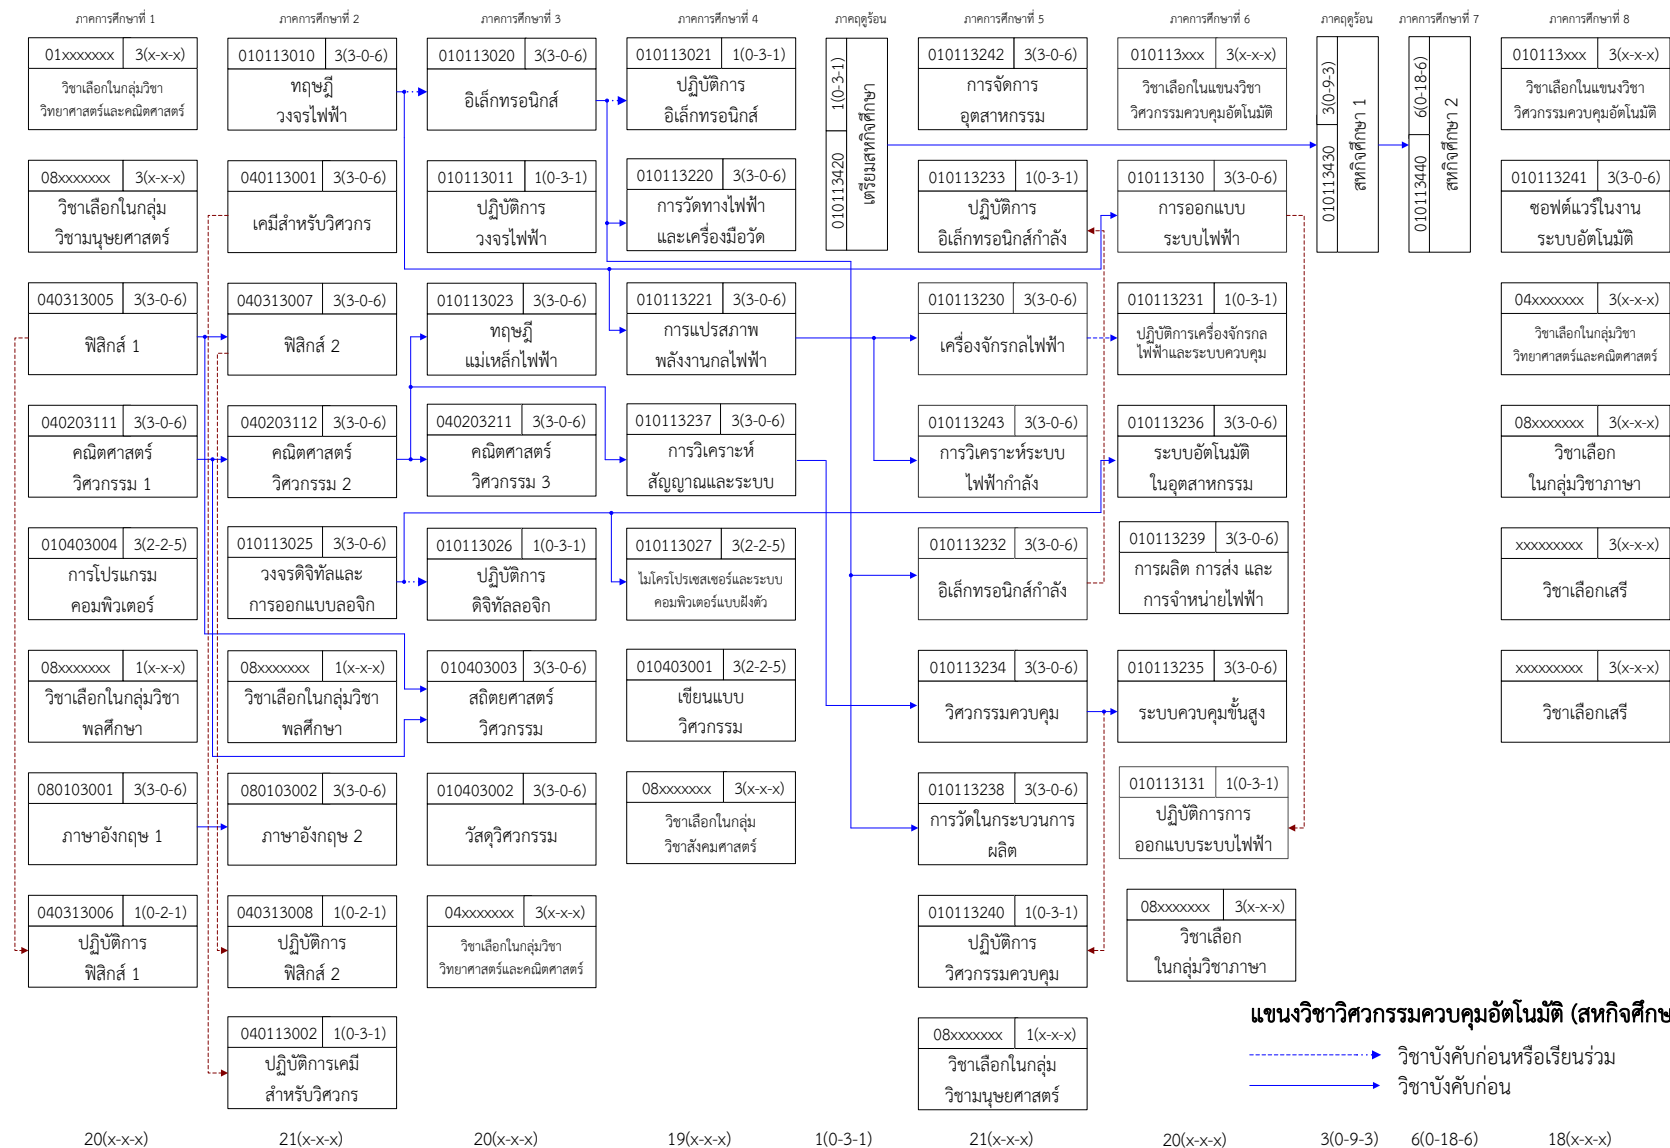 ภาคการศึกษาที่ 1
01xxxxxxx 3(x-x-x)
วิชาเลือกในกลุ่มวิชา
วิทยาศาสตร์และคณิตศาสตร์
08xxxxxxx 3(x-x-x)
วิชาเลือกในกลุ่ม
วิชามนุษยศาสตร์
040313005 3(3-0-6)
ฟิสิกส์ 1
040203111 3(3-0-6)
คณิตศาสตร์
วิศวกรรม 1
010403004 3(2-2-5)
การโปรแกรม
คอมพิวเตอร์
08xxxxxxx 1(x-x-x)
วิชาเลือกในกลุ่มวิชา
พลศึกษา
080103001 3(3-0-6)
ภาษาอังกฤษ 1
040313006 1(0-2-1)
ปฏิบัติการ
ฟิสิกส์ 1
20(x-x-x)
ภาคการศึกษาที่ 2
010113010 3(3-0-6)
ทฤษฎี
วงจรไฟฟ้า
040113001 3(3-0-6)
เคมีสำหรับวิศวกร
040313007 3(3-0-6)
ฟิสิกส์ 2
040203112 3(3-0-6)
คณิตศาสตร์
วิศวกรรม 2
010113025 3(3-0-6)
วงจรดิจิทัลและ
การออกแบบลอจิก
08xxxxxxx 1(x-x-x)
วิชาเลือกในกลุ่มวิชา
พลศึกษา
080103002 3(3-0-6)
ภาษาอังกฤษ 2
040313008 1(0-2-1)
ปฏิบัติการ
ฟิสิกส์ 2
040113002 1(0-3-1)
ปฏิบัติการเคมี
สำหรับวิศวกร
21(x-x-x)
ภาคการศึกษาที่ 3
010113020 3(3-0-6)
อิเล็กทรอนิกส์
010113011 1(0-3-1)
ปฏิบัติการ
วงจรไฟฟ้า
010113023 3(3-0-6)
ทฤษฎี
แม่เหล็กไฟฟ้า
040203211 3(3-0-6)
คณิตศาสตร์
วิศวกรรม 3
010113026 1(0-3-1)
ปฏิบัติการ
ดิจิทัลลอจิก
010403003 3(3-0-6)
สถิตยศาสตร์
วิศวกรรม
010403002 3(3-0-6)
วัสดุวิศวกรรม
04xxxxxxx 3(x-x-x)
วิชาเลือกในกลุ่มวิชา
วิทยาศาสตร์และคณิตศาสตร์
20(x-x-x)
ภาคการศึกษาที่ 4
010113021 1(0-3-1)
ปฏิบัติการ
อิเล็กทรอนิกส์
010113220 3(3-0-6)
การวัดทางไฟฟ้า
และเครื่องมือวัด
010113221 3(3-0-6)
การแปรสภาพ
พลังงานกลไฟฟ้า
010113237 3(3-0-6)
การวิเคราะห์
สัญญาณและระบบ
010113027 3(2-2-5)
ไมโครโปรเซสเซอร์และระบบ
คอมพิวเตอร์แบบฝังตัว
010403001 3(2-2-5)
เขียนแบบ
วิศวกรรม
08xxxxxxx 3(x-x-x)
วิชาเลือกในกลุ่ม
วิชาสังคมศาสตร์
19(x-x-x)
ภาคฤดูร้อน
010113420 1(0-3-1)
เตรียมสหกิจศึกษา
1(0-3-1)
ภาคการศึกษาที่ 5
010113242 3(3-0-6)
การจัดการ
อุตสาหกรรม
010113233 1(0-3-1)
ปฏิบัติการ
อิเล็กทรอนิกส์กำลัง
010113230 3(3-0-6)
เครื่องจักรกลไฟฟ้า
010113243 3(3-0-6)
การวิเคราะห์ระบบ
ไฟฟ้ากำลัง
010113232 3(3-0-6)
อิเล็กทรอนิกส์กำลัง
010113234 3(3-0-6)
วิศวกรรมควบคุม
010113238 3(3-0-6)
การวัดในกระบวนการ
ผลิต
010113240 1(0-3-1)
ปฏิบัติการ
วิศวกรรมควบคุม
08xxxxxxx 1(x-x-x)
วิชาเลือกในกลุ่ม
วิชามนุษยศาสตร์
21(x-x-x)
ภาคการศึกษาที่ 6
010113xxx 3(x-x-x)
วิชาเลือกในแขนงวิชา
วิศวกรรมควบคุมอัตโนมัติ
010113130 3(3-0-6)
การออกแบบ
ระบบไฟฟ้า
010113231 1(0-3-1)
ปฏิบัติการเครื่องจักรกล
ไฟฟ้าและระบบควบคุม
010113236 3(3-0-6)
ระบบอัตโนมัติ
ในอุตสาหกรรม
010113239 3(3-0-6)
การผลิต การส่ง และ
การจำหน่ายไฟฟ้า
010113235 3(3-0-6)
ระบบควบคุมขั้นสูง
010113131 1(0-3-1)
ปฏิบัติการการ
ออกแบบระบบไฟฟ้า
08xxxxxxx 3(x-x-x)
วิชาเลือก
ในกลุ่มวิชาภาษา
20(x-x-x)
ภาคฤดูร้อน
010113430 3(0-9-3)
สหกิจศึกษา 1
3(0-9-3)
ภาคการศึกษาที่ 7
010113440 6(0-18-6)
สหกิจศึกษา 2
6(0-18-6)
ภาคการศึกษาที่ 8
010113xxx 3(x-x-x)
วิชาเลือกในแขนงวิชา
วิศวกรรมควบคุมอัตโนมัติ
010113241 3(3-0-6)
ซอฟต์แวร์ในงาน
ระบบอัตโนมัติ
04xxxxxxx 3(x-x-x)
วิชาเลือกในกลุ่มวิชา
วิทยาศาสตร์และคณิตศาสตร์
08xxxxxxx 3(x-x-x)
วิชาเลือก
ในกลุ่มวิชาภาษา
xxxxxxxxx 3(x-x-x)
วิชาเลือกเสรี
xxxxxxxxx 3(x-x-x)
วิชาเลือกเสรี
18(x-x-x)
แขนงวิชาวิศวกรรมควบคุมอัตโนมัติ (สหกิจศึกษ
วิชาบังคับก่อนหรือเรียนร่วม
วิชาบังคับก่อน